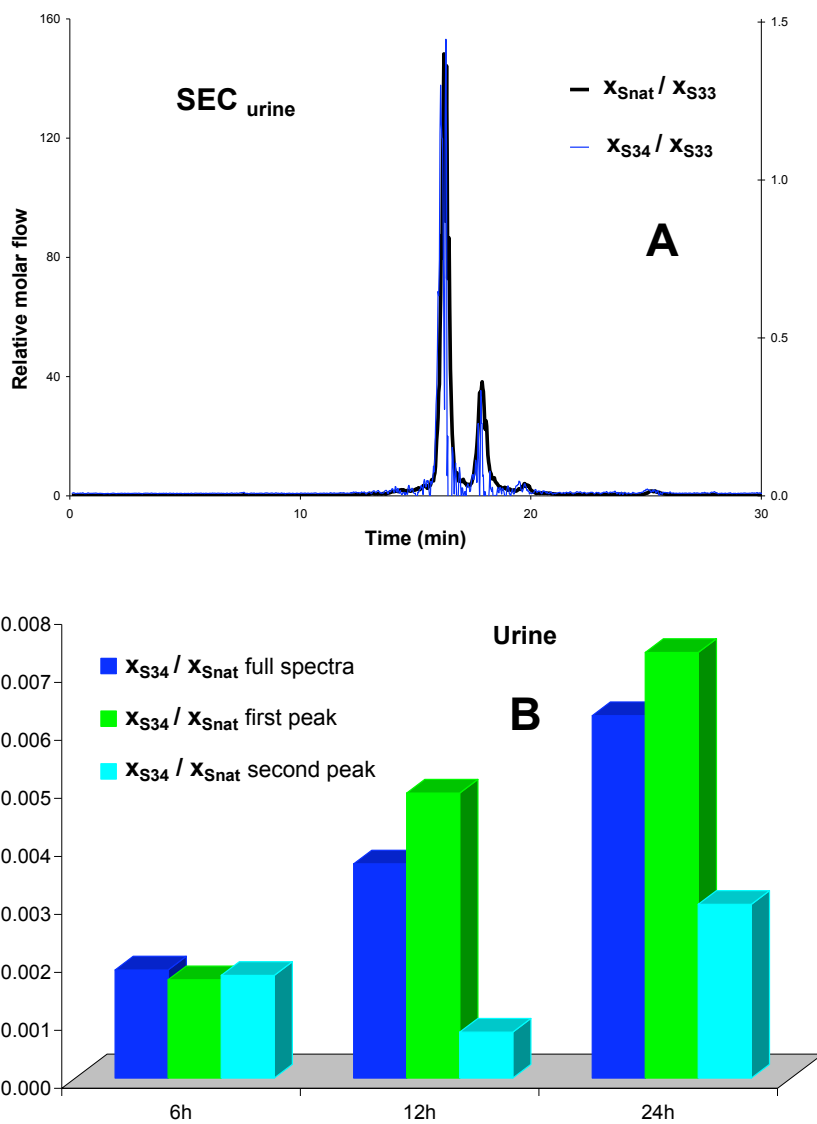 160
120
80
40
0
Relative molar flow
SEC urine
xSnat / xS33
xS34 / xS33
A
1.5
1.0
0.5
0.0
0
10
20
30
Time (min)
0.008
0.007
0.006
0.005
0.004
0.003
0.002
0.001
0.000
Urine
B
xS34 / xSnat full spectra
xS34 / xSnat first peak
xS34 / xSnat second peak
6h
12h
24h